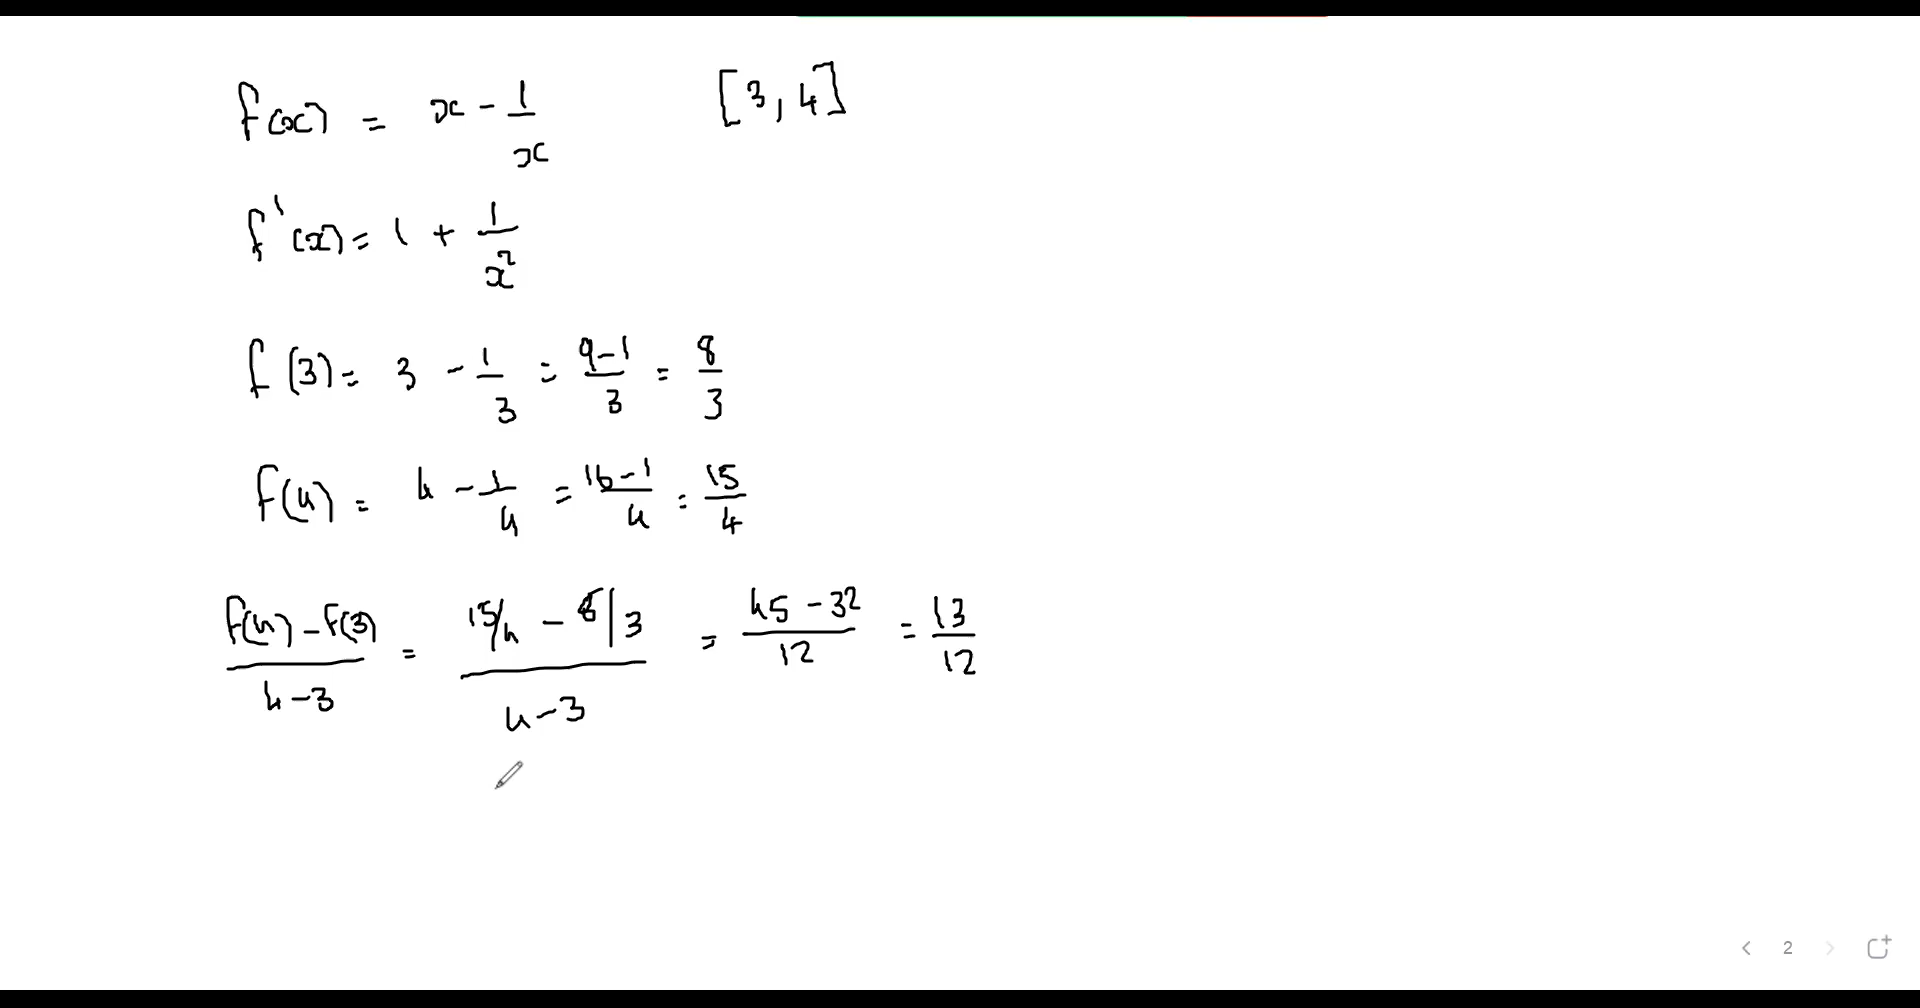 f(x) = x - 1/x [3, 4]
f'(x) = 1 + 1/x²
f(3) = 3 - 1/3 = 9-1/3 = 8/3
f(4) = 4 - 1/4 = 16-1/4 = 15/4
f(4) - f(3)/4-3 = 15/4 - 8/3/4-3 = 45-32/12 = 13/12
2